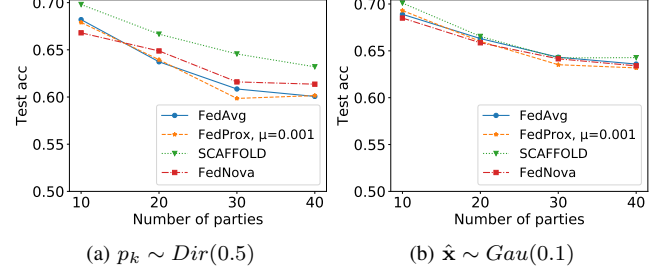 0.70
0.65
0.60
0.55
0.50
Test acc
10
20
30
40
Number of parties
FedAvg
FedProx, μ=0.001
SCAFFOLD
FedNova
(a) p_k ∼ Dir(0.5)
0.70
0.65
0.60
0.55
0.50
Test acc
10
20
30
40
Number of parties
FedAvg
FedProx, μ=0.001
SCAFFOLD
FedNova
(b) x̂ ∼ Gau(0.1)